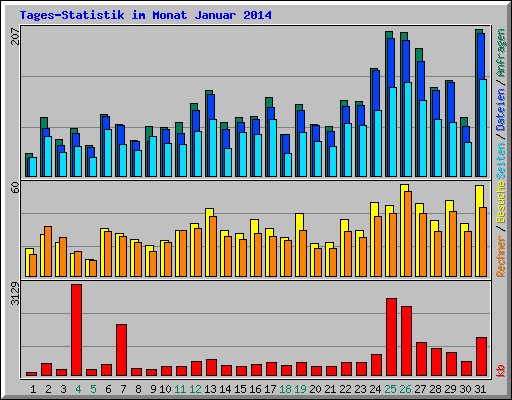 Tages-Statistik im Monat Januar 2014
207
60
3129
Rechner / Besuche Seiten / Dateien / Anfragen
kb
1 2 3 4 5 6 7 8 9 10 11 12 13 14 15 16 17 18 19 20 21 22 23 24 25 26 27 28 29 30 31